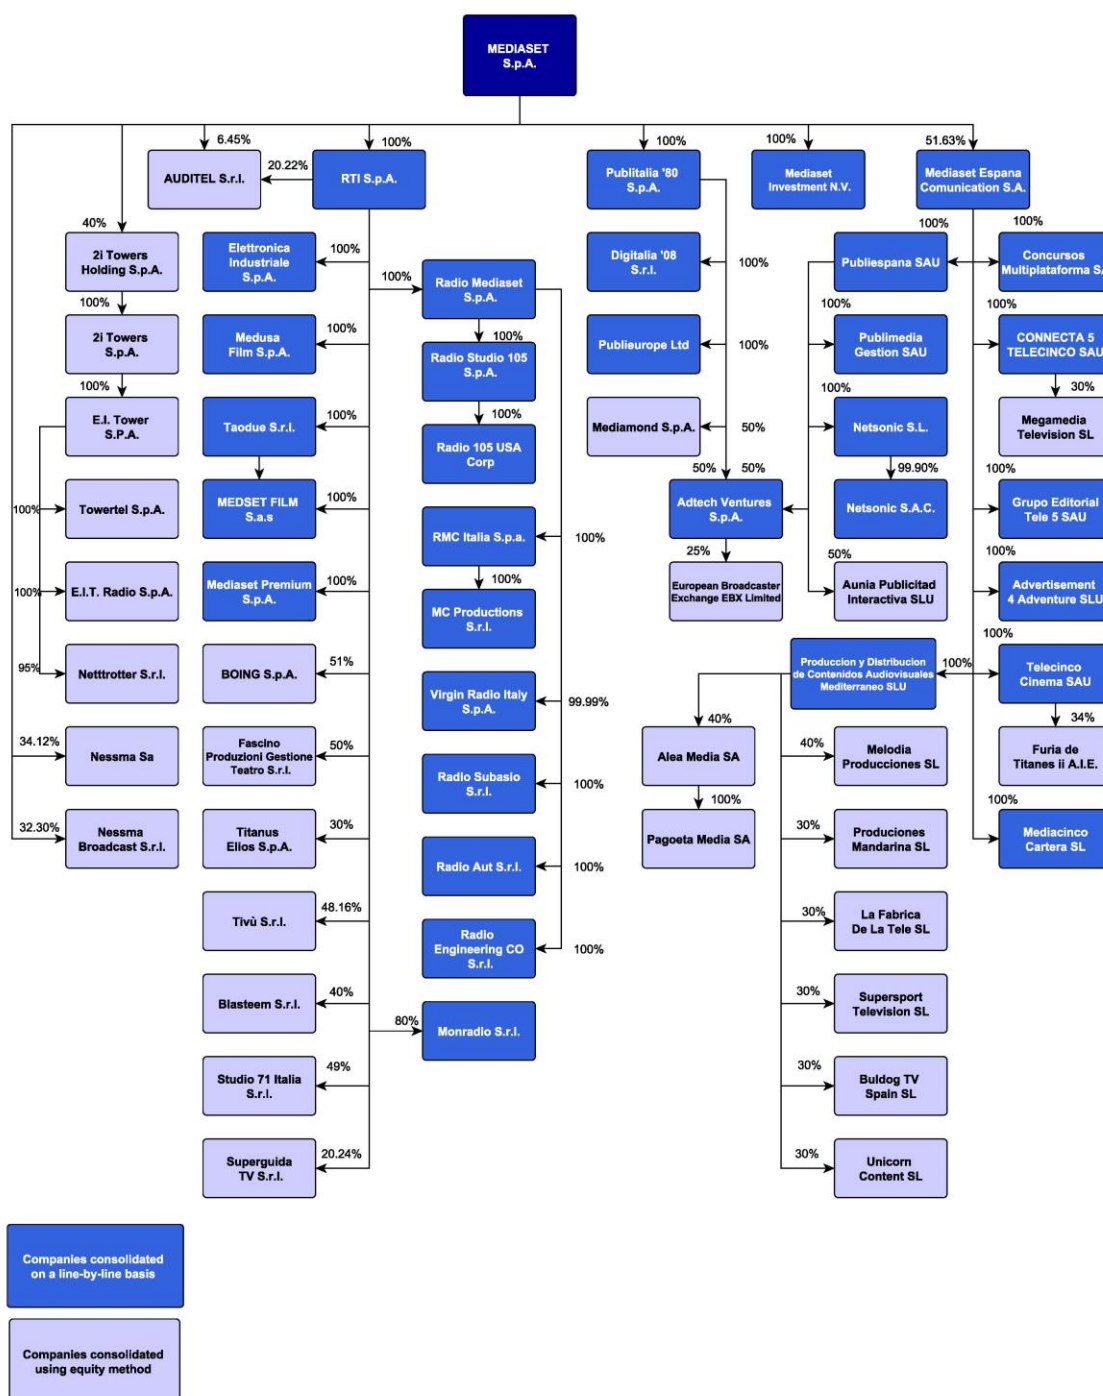 MEDIASET
S.p.A.
6.45%
100%
100%
100%
51.63%
AUDITEL S.r.l.
20.22%
RTI S.p.A.
Publitalia '80
S.p.A.
Mediaset
Investment N.V.
Mediaset Espana
Comunication S.A.
40%
2i Towers
Holding S.p.A.
100%
2i Towers
S.p.A.
100%
E.I. Tower
S.P.A.
100%
Towertel S.p.A.
100%
E.I.T. Radio S.p.A.
95%
Netttrotter S.r.l.
34.12%
Nessma Sa
32.30%
Nessma
Broadcast S.r.l.
Elettronica
Industriale
S.p.A.
100%
Medusa
Film S.p.A.
100%
Taodue S.r.l.
100%
MEDSET FILM
S.a.s
100%
Mediaset Premium
S.p.A.
100%
BOING S.p.A.
51%
Fascino
Produzioni Gestione
Teatro S.r.l.
50%
Titanus
Elios S.p.A.
30%
Tivù S.r.l.
48.16%
Blasteem S.r.l.
40%
Studio 71 Italia
S.r.l.
49%
Superguida
TV S.r.l.
20.24%
100%
Radio Mediaset
S.p.A.
100%
Radio Studio 105
S.p.A.
100%
Radio 105 USA
Corp
RMC Italia S.p.a.
100%
100%
MC Productions
S.r.l.
Virgin Radio Italy
S.p.A.
99.99%
Radio Subasio
S.r.l.
100%
Radio Aut S.r.l.
100%
Radio
Engineering CO
S.r.l.
100%
80%
Monradio S.r.l.
Digitalia '08
S.r.l.
100%
Publieurope Ltd
100%
Mediamond S.p.A.
50%
50%
50%
Adtech Ventures
S.p.A.
25%
European Broadcaster
Exchange EBX Limited
100%
100%
Publiespana SAU
Concursos
Multiplataforma SA
100%
Publimedia
Gestion SAU
100%
CONNECTA 5
TELECINCO SAU
30%
Megamedia
Television SL
100%
Netsonic S.L.
99.90%
Netsonic S.A.C.
100%
Grupo Editorial
Tele 5 SAU
50%
Aunia Publicitad
Interactiva SLU
100%
Advertisement
4 Adventure SLU
Produccion y Distribucion
de Contenidos Audiovisuales
Mediterraneo SLU
100%
100%
Telecinco
Cinema SAU
34%
Furia de
Titanes ii A.I.E.
100%
Mediacinco
Cartera SL
40%
Alea Media SA
100%
Pagoeta Media SA
40%
Melodia
Producciones SL
30%
Produciones
Mandarina SL
30%
La Fabrica
De La Tele SL
30%
Supersport
Television SL
30%
Buldog TV
Spain SL
30%
Unicorn
Content SL
Companies consolidated
on a line-by-line basis
Companies consolidated
using equity method